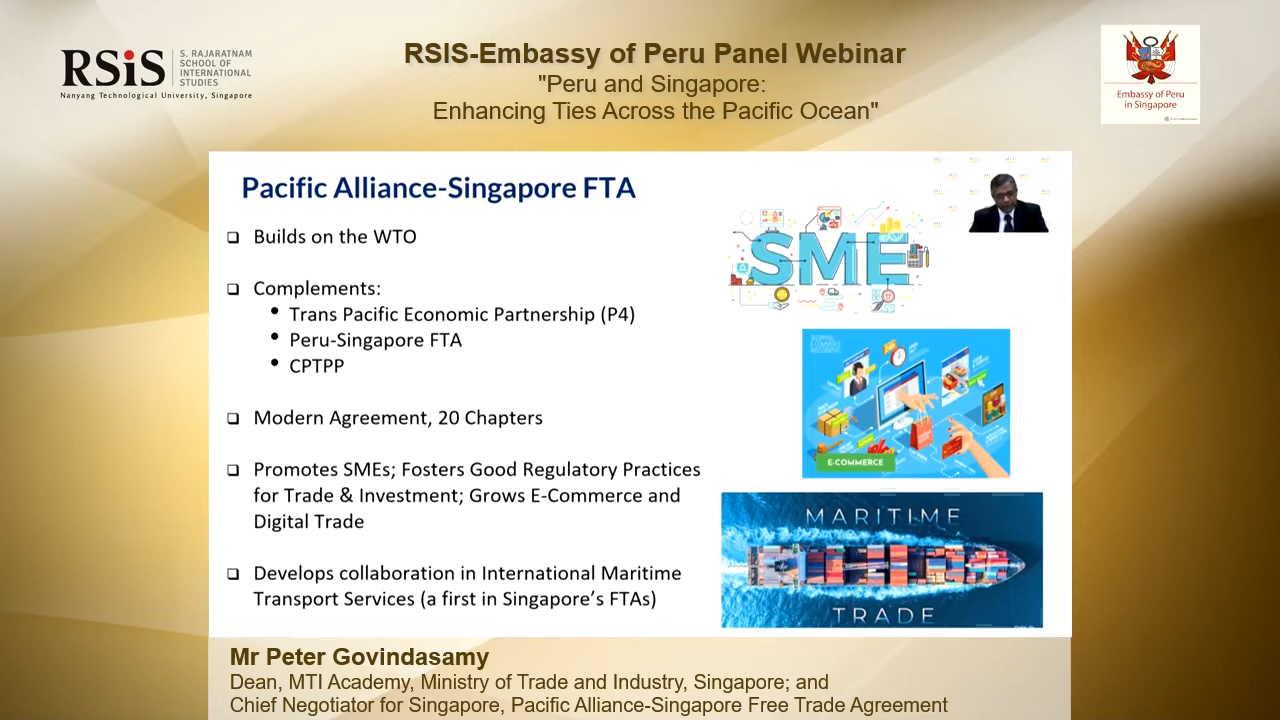 RSiS
S. RAJARATNAM
SCHOOL OF
INTERNATIONAL
STUDIES
Nanyang Technological University, Singapore
RSIS-Embassy of Peru Panel Webinar
"Peru and Singapore:
Enhancing Ties Across the Pacific Ocean"
Embassy of Peru
in Singapore
Pacific Alliance-Singapore FTA
❑ Builds on the WTO
❑ Complements:
• Trans Pacific Economic Partnership (P4)
• Peru-Singapore FTA
• CPTPP
❑ Modern Agreement, 20 Chapters
❑ Promotes SMEs; Fosters Good Regulatory Practices
for Trade & Investment; Grows E-Commerce and
Digital Trade
❑ Develops collaboration in International Maritime
Transport Services (a first in Singapore's FTAs)
SME
E-COMMERCE
MARITIME
TRADE
Mr Peter Govindasamy
Dean, MTI Academy, Ministry of Trade and Industry, Singapore; and
Chief Negotiator for Singapore, Pacific Alliance-Singapore Free Trade Agreement